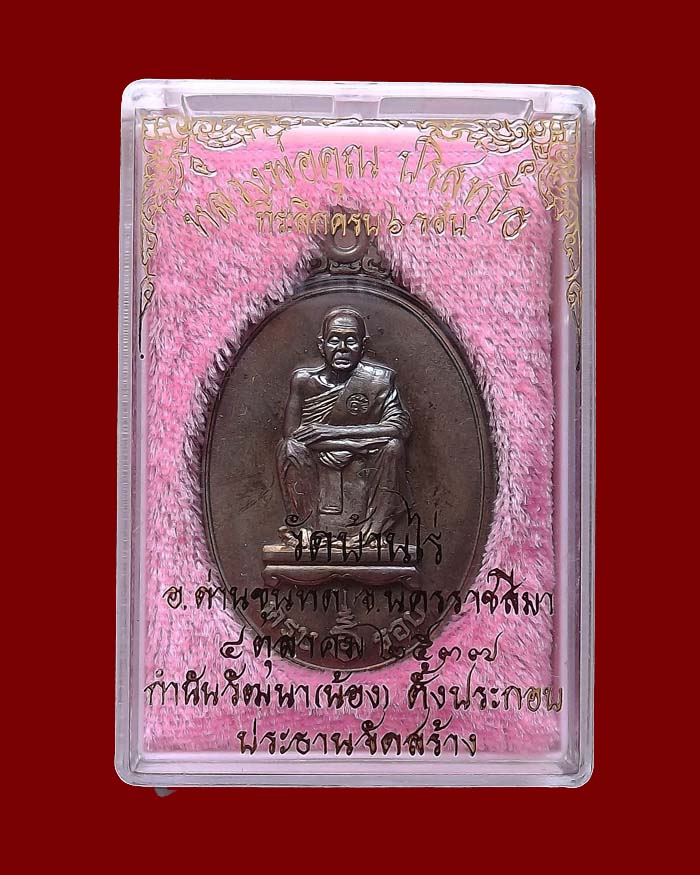 หลวงพ่อคูณ ปริสุทโธ
ที่ระลึกครบ ๖ รอบ
วัดบ้านไร่
อ.ด่านขุนทด จ.นครราชสีมา
๔ ตุลาคม ๒๕๓๗
กำนันวัฒนา(น้อง) ตั้งประกอบ
ประธานจัดสร้าง